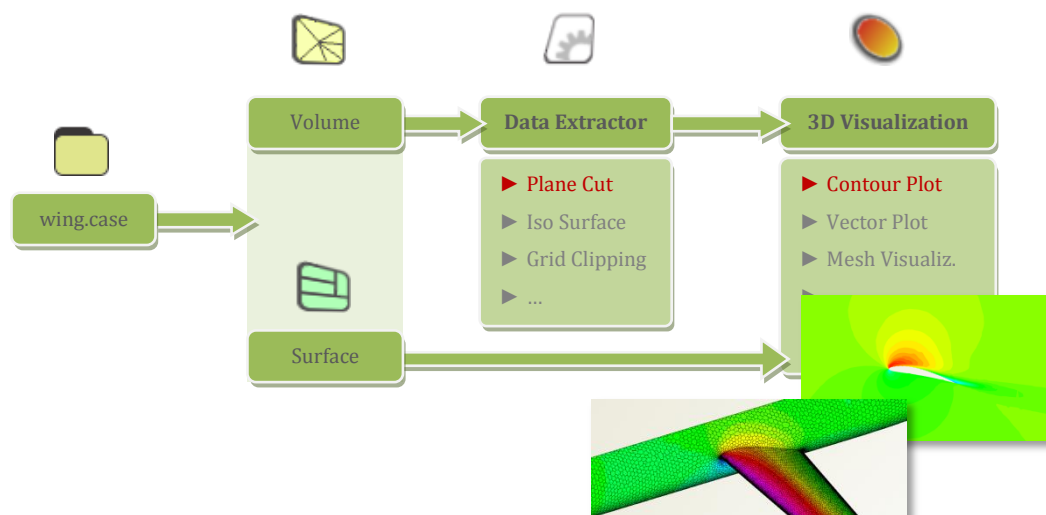 wing.case
Volume
Surface
Data Extractor
► Plane Cut
► Iso Surface
► Grid Clipping
► ...
3D Visualization
► Contour Plot
► Vector Plot
► Mesh Visualiz.
►